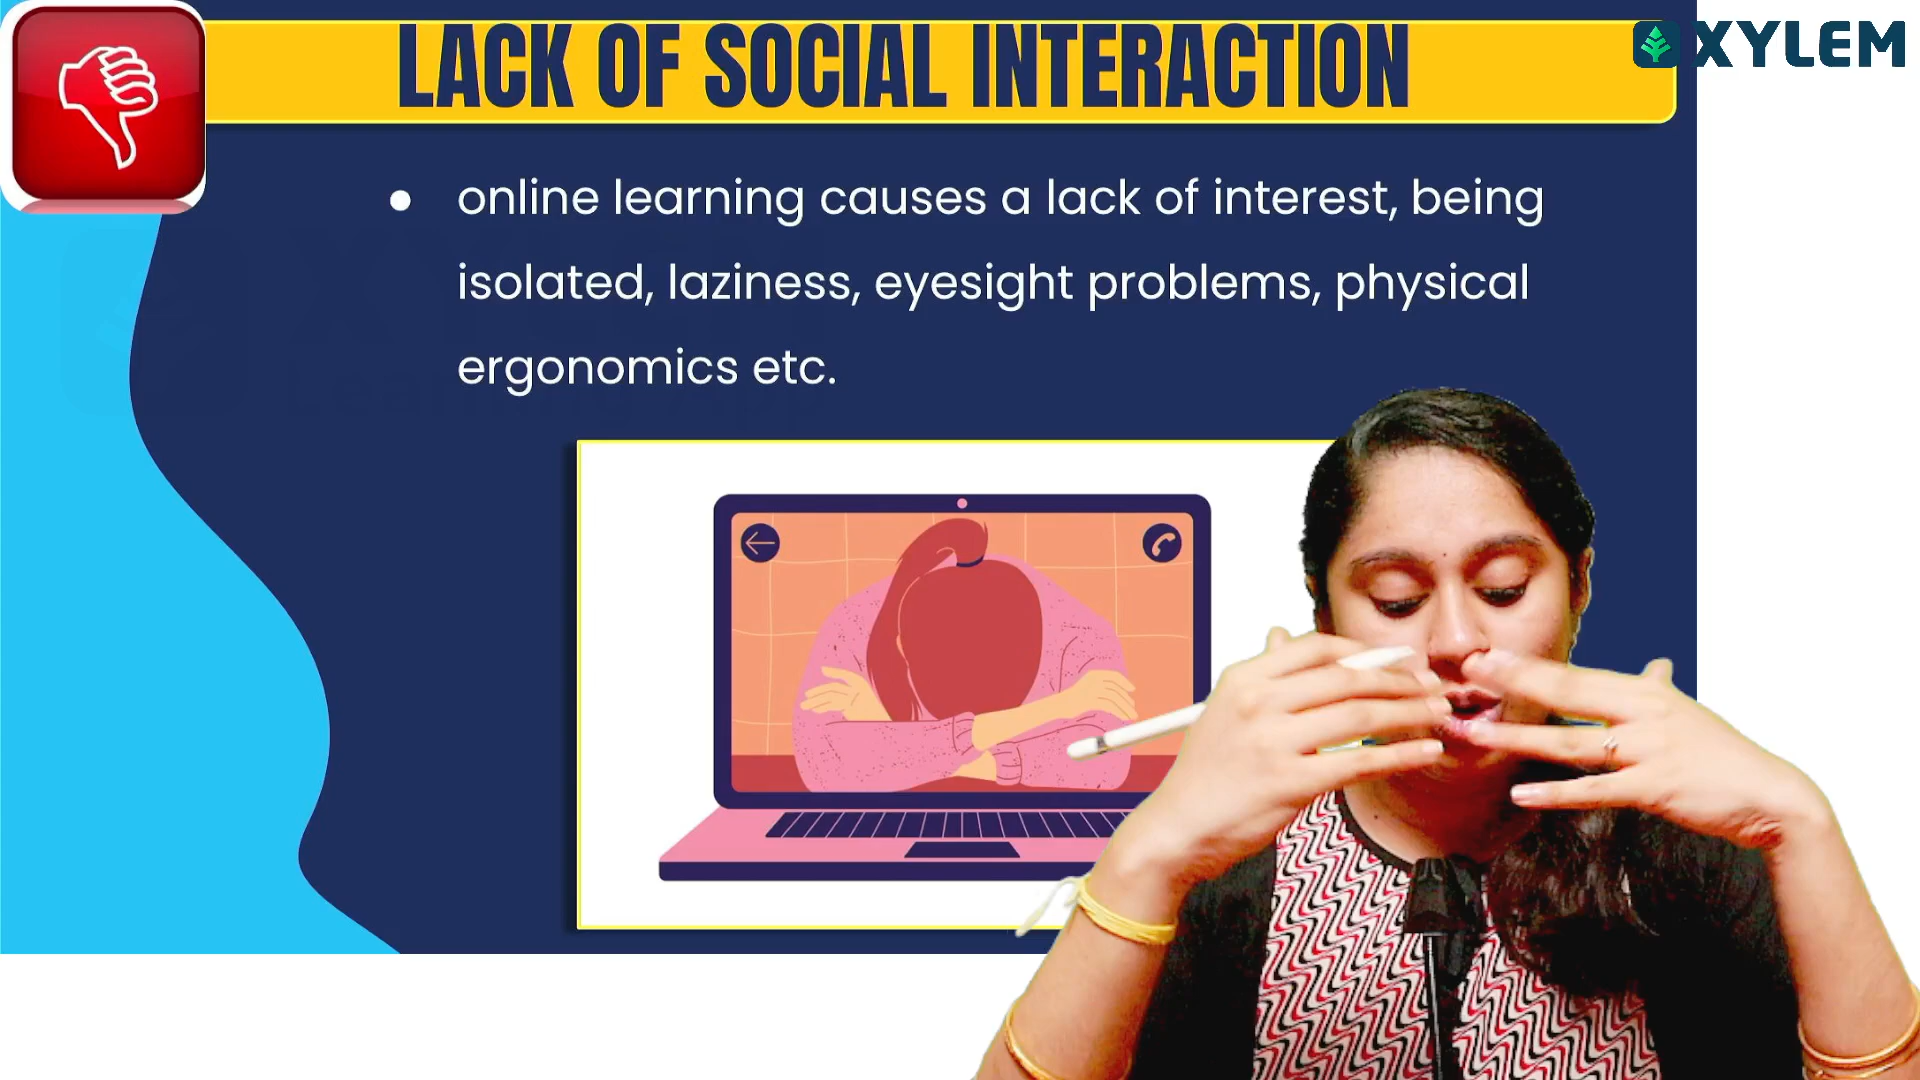 LACK OF SOCIAL INTERACTION
XYLEM
online learning causes a lack of interest, being
isolated, laziness, eyesight problems, physical
ergonomics etc.